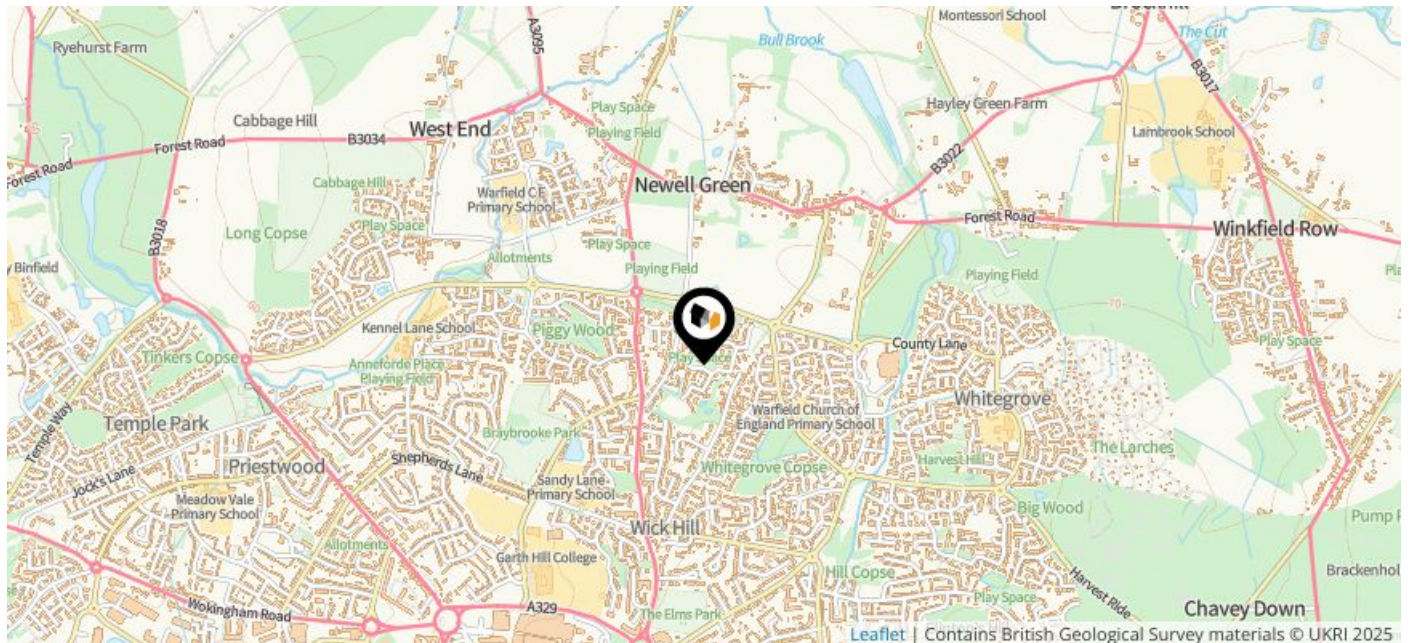 Montessori School
The Cut
Ryehurst Farm
A3095
Bull Brook
B3017
Hayley Green Farm
Play Space
Playing Field
Cabbage Hill
West End
Lambrook School
B3034
Forest Road
Forest Road
B3022
Cabbage Hill
Newell Green
Warfield C E
Primary School
Forest Road
Winkfield Row
Play Space
B3018
Long Copse
Play Space
Allotments
Playing Field
Playing Field
Binfield
70
Kennel Lane School
Piggy Wood
County Lane
Play Space
Tinkers Copse
Play Space
Anneforde Place
Playing Field
Whitegrove
Temple Way
Temple Park
Warfield Church of
England Primary School
Braybrooke Park
The Larches
Priestwood
Shepherds Lane
Whitegrove Copse
Harvest Hill
Jock's Lane
Sandy Lane
Primary School
Meadow Vale
Primary School
Big Wood
Wick Hill
Allotments
Garth Hill College
Hill Copse
Harvest Ride
Play Space
Wokingham Road
A329
The Elms Park
Chavey Down
Leaflet | Contains British Geological Survey materials © UKRI 2025